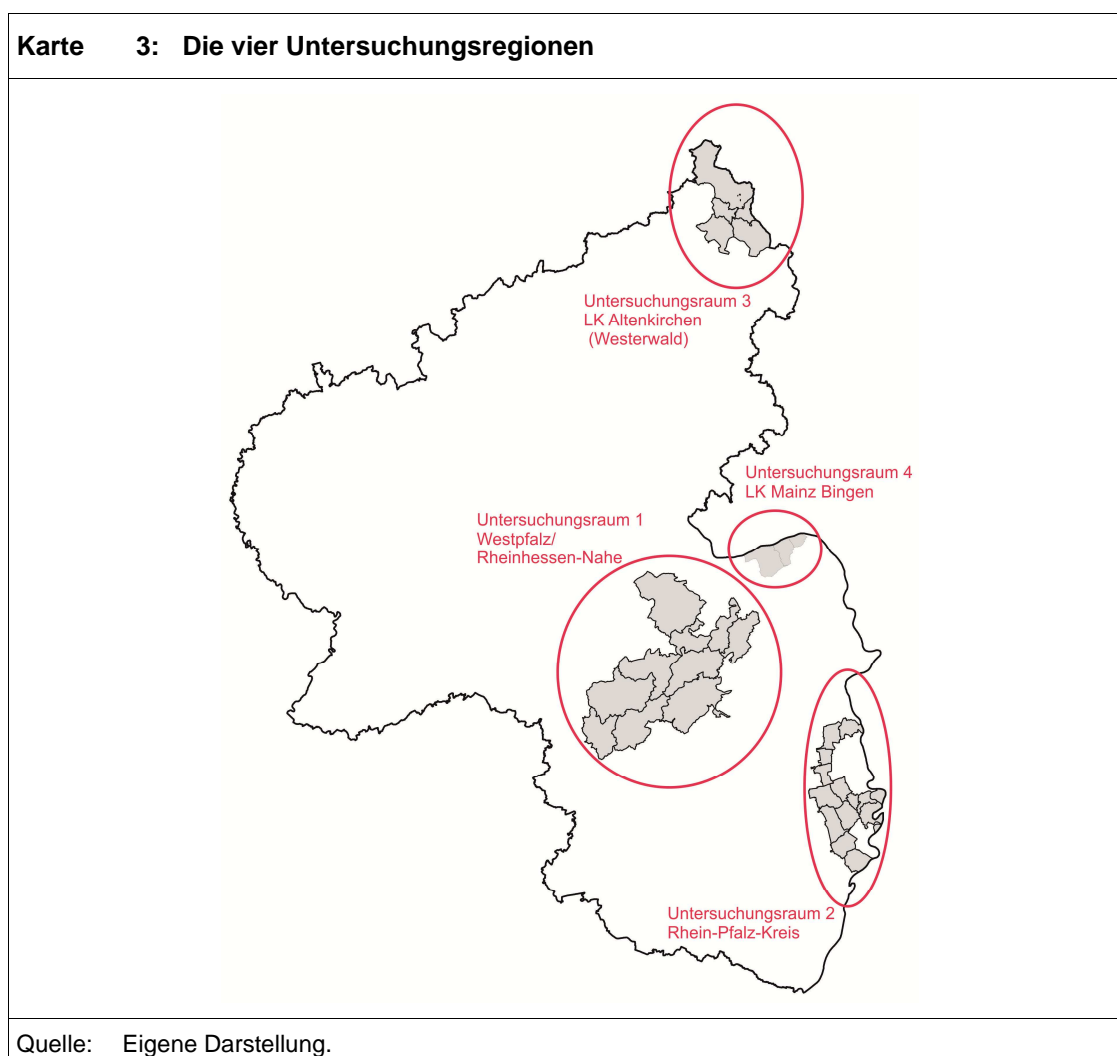 Karte 3: Die vier Untersuchungsregionen
Untersuchungsraum 3
LK Altenkirchen
(Westerwald)
Untersuchungsraum 4
LK Mainz Bingen
Untersuchungsraum 1
Westpfalz/
Rheinhessen-Nahe
Untersuchungsraum 2
Rhein-Pfalz-Kreis
Quelle: Eigene Darstellung.